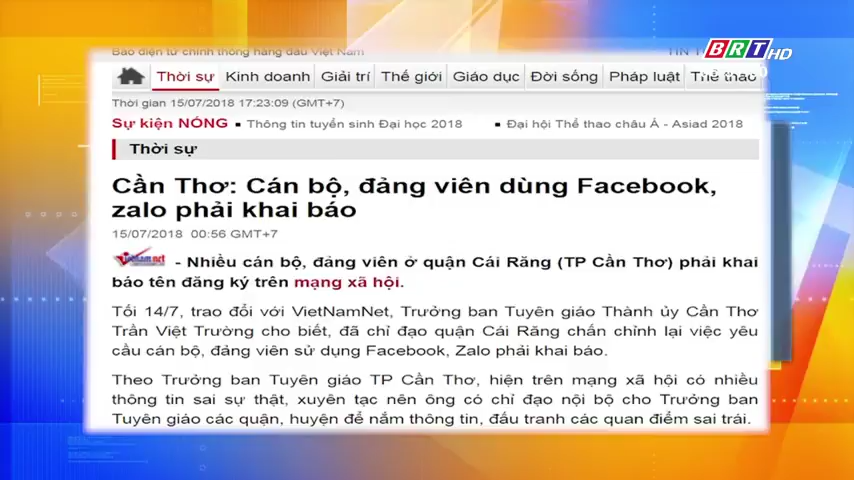 Báo điện tử chính thống hàng đầu Việt Nam
BRT HD
Thời sự Kinh doanh Giải trí Thế giới Giáo dục Đời sống Pháp luật Thể thao
Thời gian 15/07/2018 17:23:09 (GMT+7)
Sự kiện NÓNG ▪ Thông tin tuyển sinh Đại học 2018 ▪ Đại hội Thể thao châu Á - Asiad 2018
Thời sự
Cần Thơ: Cán bộ, đảng viên dùng Facebook,
zalo phải khai báo
15/07/2018 00:56 GMT+7
Vietnamnet - Nhiều cán bộ, đảng viên ở quận Cái Răng (TP Cần Thơ) phải khai
báo tên đăng ký trên mạng xã hội.
Tối 14/7, trao đổi với VietNamNet, Trưởng ban Tuyên giáo Thành ủy Cần Thơ
Trần Việt Trường cho biết, đã chỉ đạo quận Cái Răng chấn chỉnh lại việc yêu
cầu cán bộ, đảng viên sử dụng Facebook, Zalo phải khai báo.
Theo Trưởng ban Tuyên giáo TP Cần Thơ, hiện trên mạng xã hội có nhiều
thông tin sai sự thật, xuyên tạc nên ông có chỉ đạo nội bộ cho Trưởng ban
Tuyên giáo các quận, huyện để nắm thông tin, đấu tranh các quan điểm sai trái.